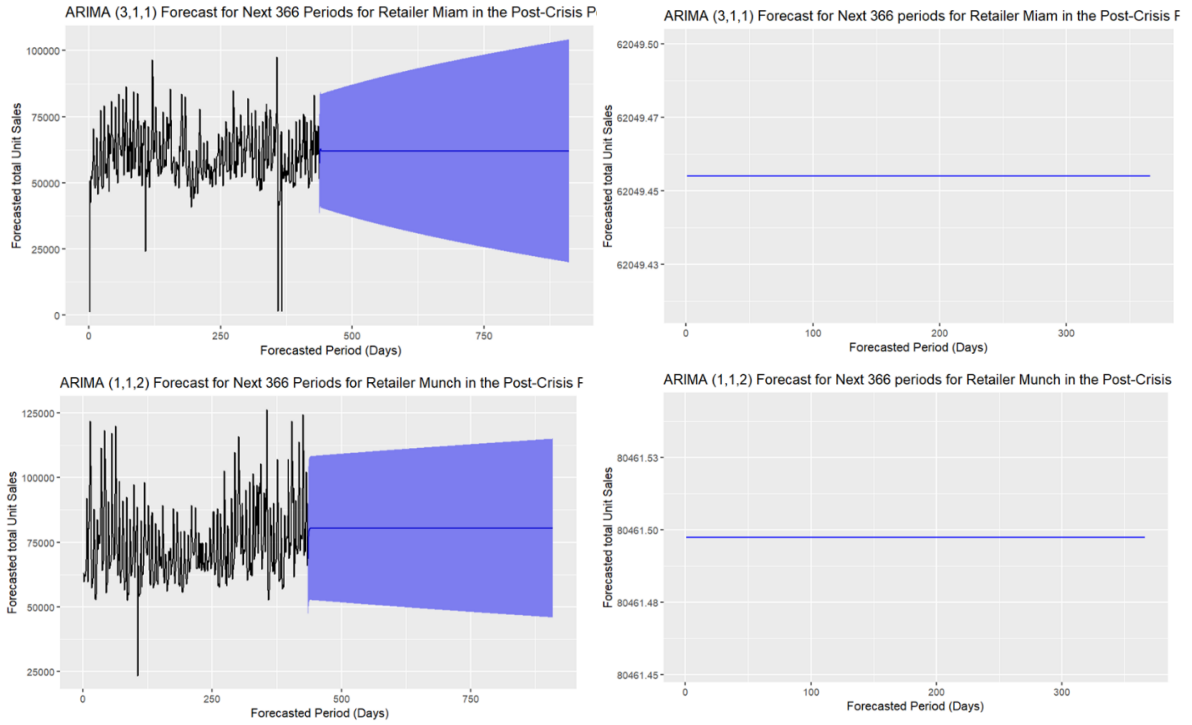 ARIMA (3,1,1) Forecast for Next 366 Periods for Retailer Miam in the Post-Crisis P
100000
75000
50000
25000
0
Forecasted total Unit Sales
0 250 500 750
Forecasted Period (Days)
ARIMA (3,1,1) Forecast for Next 366 periods for Retailer Miam in the Post-Crisis F
62049.50
62049.47
62049.45
62049.43
Forecasted total Unit Sales
0 100 200 300
Forecasted Period (Days)
ARIMA (1,1,2) Forecast for Next 366 Periods for Retailer Munch in the Post-Crisis F
125000
100000
75000
50000
25000
Forecasted total Unit Sales
0 250 500 750
Forecasted Period (Days)
ARIMA (1,1,2) Forecast for Next 366 periods for Retailer Munch in the Post-Crisis
80461.53
80461.50
80461.48
80461.45
Forecasted total Unit Sales
0 100 200 300
Forecasted Period (Days)